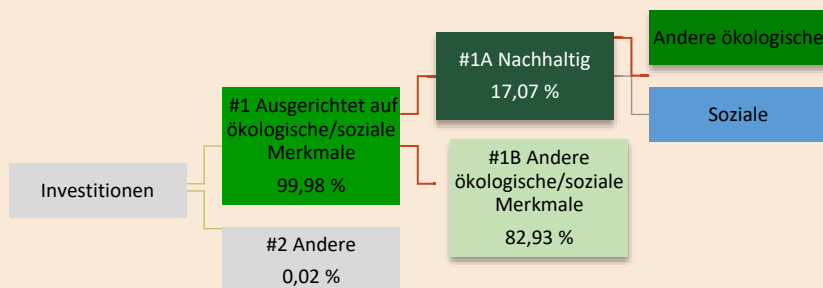 Investitionen
#1 Ausgerichtet auf
ökologische/soziale
Merkmale
99,98 %
#2 Andere
0,02 %
#1A Nachhaltig
17,07 %
#1B Andere
ökologische/soziale
Merkmale
82,93 %
Andere ökologische
Soziale